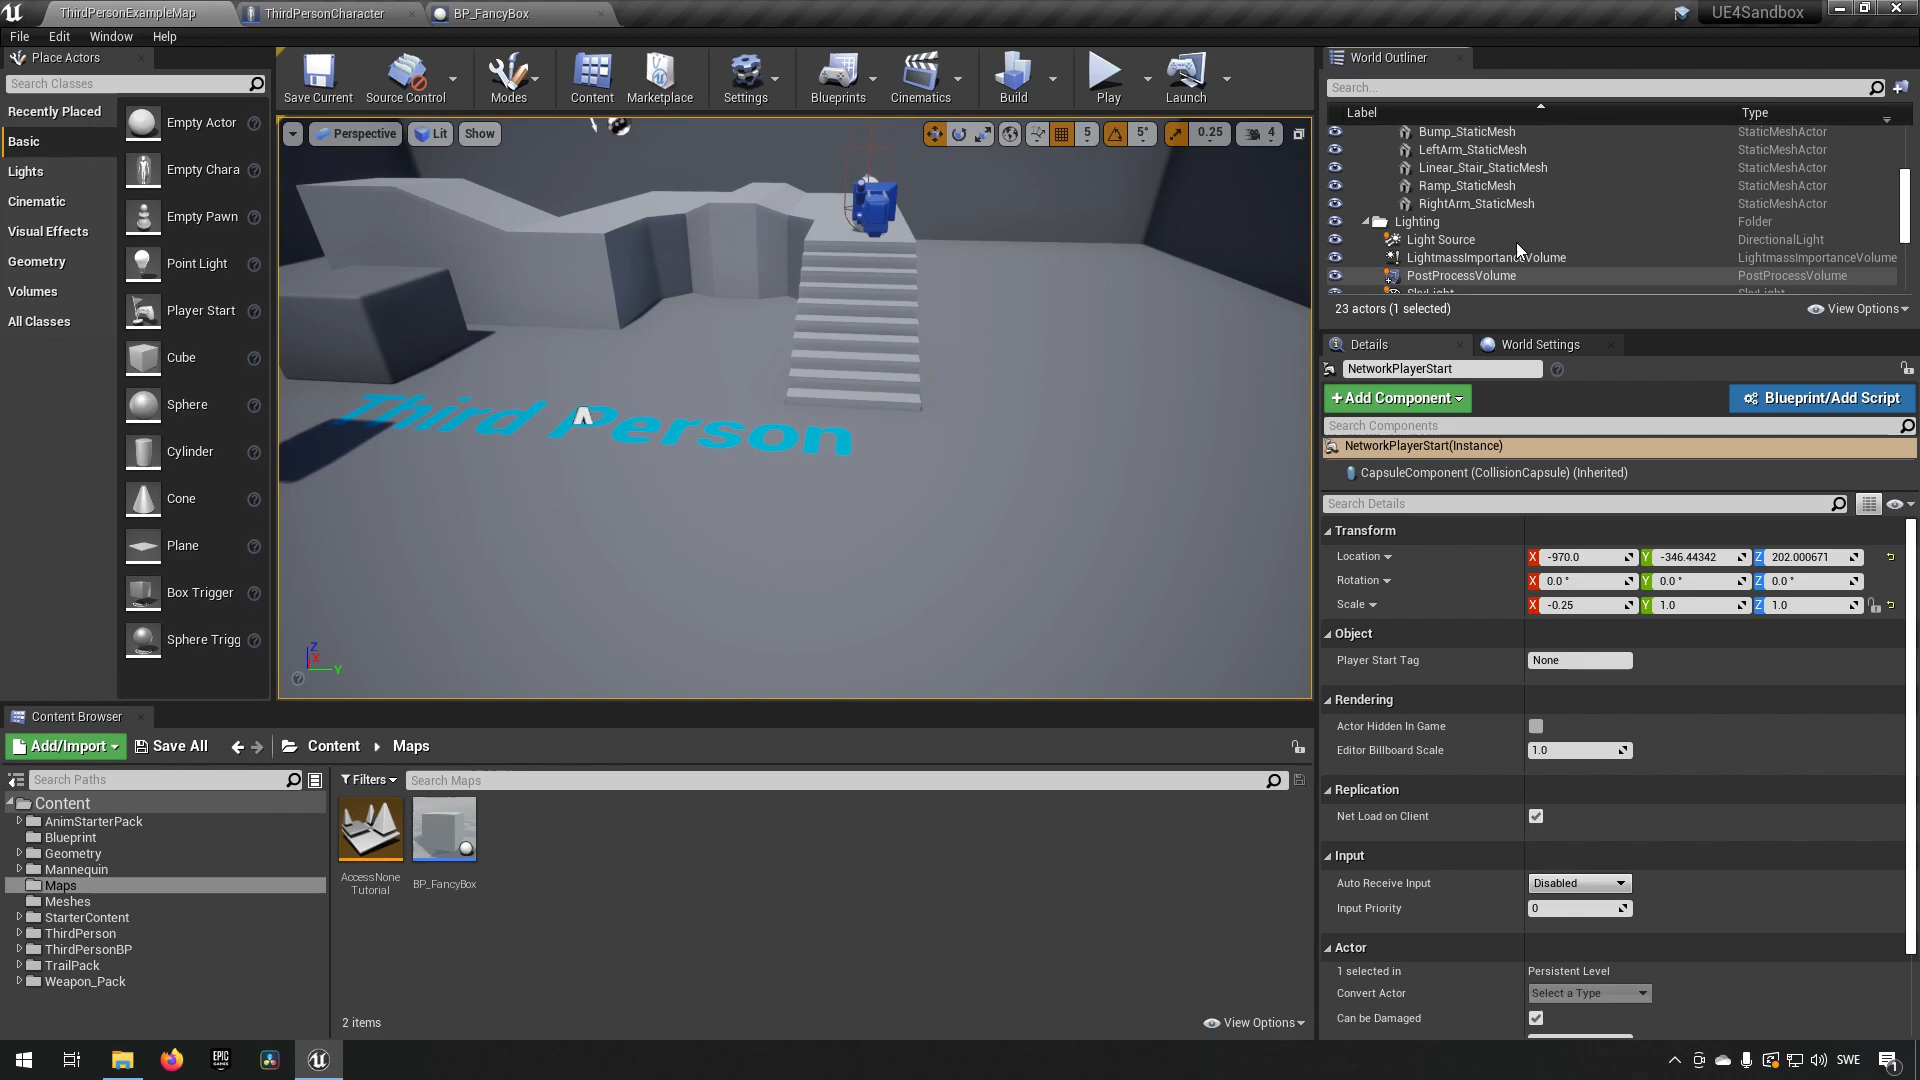 ThirdPersonExampleMap
ThirdPersonCharacter
BP_FancyBox
UE4Sandbox
File Edit Window Help
Place Actors
Search Classes
Recently Placed
Basic
Lights
Cinematic
Visual Effects
Geometry
Volumes
All Classes
Empty Actor
Empty Chara
Empty Pawn
Point Light
Player Start
Cube
Sphere
Cylinder
Cone
Plane
Box Trigger
Sphere Trigg
Save Current
Source Control
Modes
Content
Marketplace
Settings
Blueprints
Cinematics
Build
Play
Launch
Perspective
Lit
Show
5
5°
0.25
4
Third Person
Z
X
Y
World Outliner
Search...
Label Type
Bump_StaticMesh StaticMeshActor
LeftArm_StaticMesh StaticMeshActor
Linear_Stair_StaticMesh StaticMeshActor
Ramp_StaticMesh StaticMeshActor
RightArm_StaticMesh StaticMeshActor
Lighting Folder
Light Source DirectionalLight
LightmassImportanceVolume LightmassImportanceVolume
PostProcessVolume PostProcessVolume
SkyLight SkyLight
23 actors (1 selected)
View Options
Details
World Settings
NetworkPlayerStart
Add Component
Blueprint/Add Script
Search Components
NetworkPlayerStart(Instance)
CapsuleComponent (CollisionCapsule) (Inherited)
Search Details
Transform
Location X -970.0 Y -346.44342 Z 202.000671
Rotation X 0.0 ° Y 0.0 ° Z 0.0 °
Scale X -0.25 Y 1.0 Z 1.0
Object
Player Start Tag None
Rendering
Actor Hidden In Game
Editor Billboard Scale 1.0
Replication
Net Load on Client
Input
Auto Receive Input Disabled
Input Priority 0
Actor
1 selected in Persistent Level
Convert Actor Select a Type
Can be Damaged
Content Browser
Add/Import
Save All
Content
Maps
Search Paths
Filters
Search Maps
Content
AnimStarterPack
Blueprint
Geometry
Mannequin
Maps
Meshes
StarterContent
ThirdPerson
ThirdPersonBP
TrailPack
Weapon_Pack
AccessNone
Tutorial
BP_FancyBox
2 items
View Options
EPIC
GAMES
SWE
1